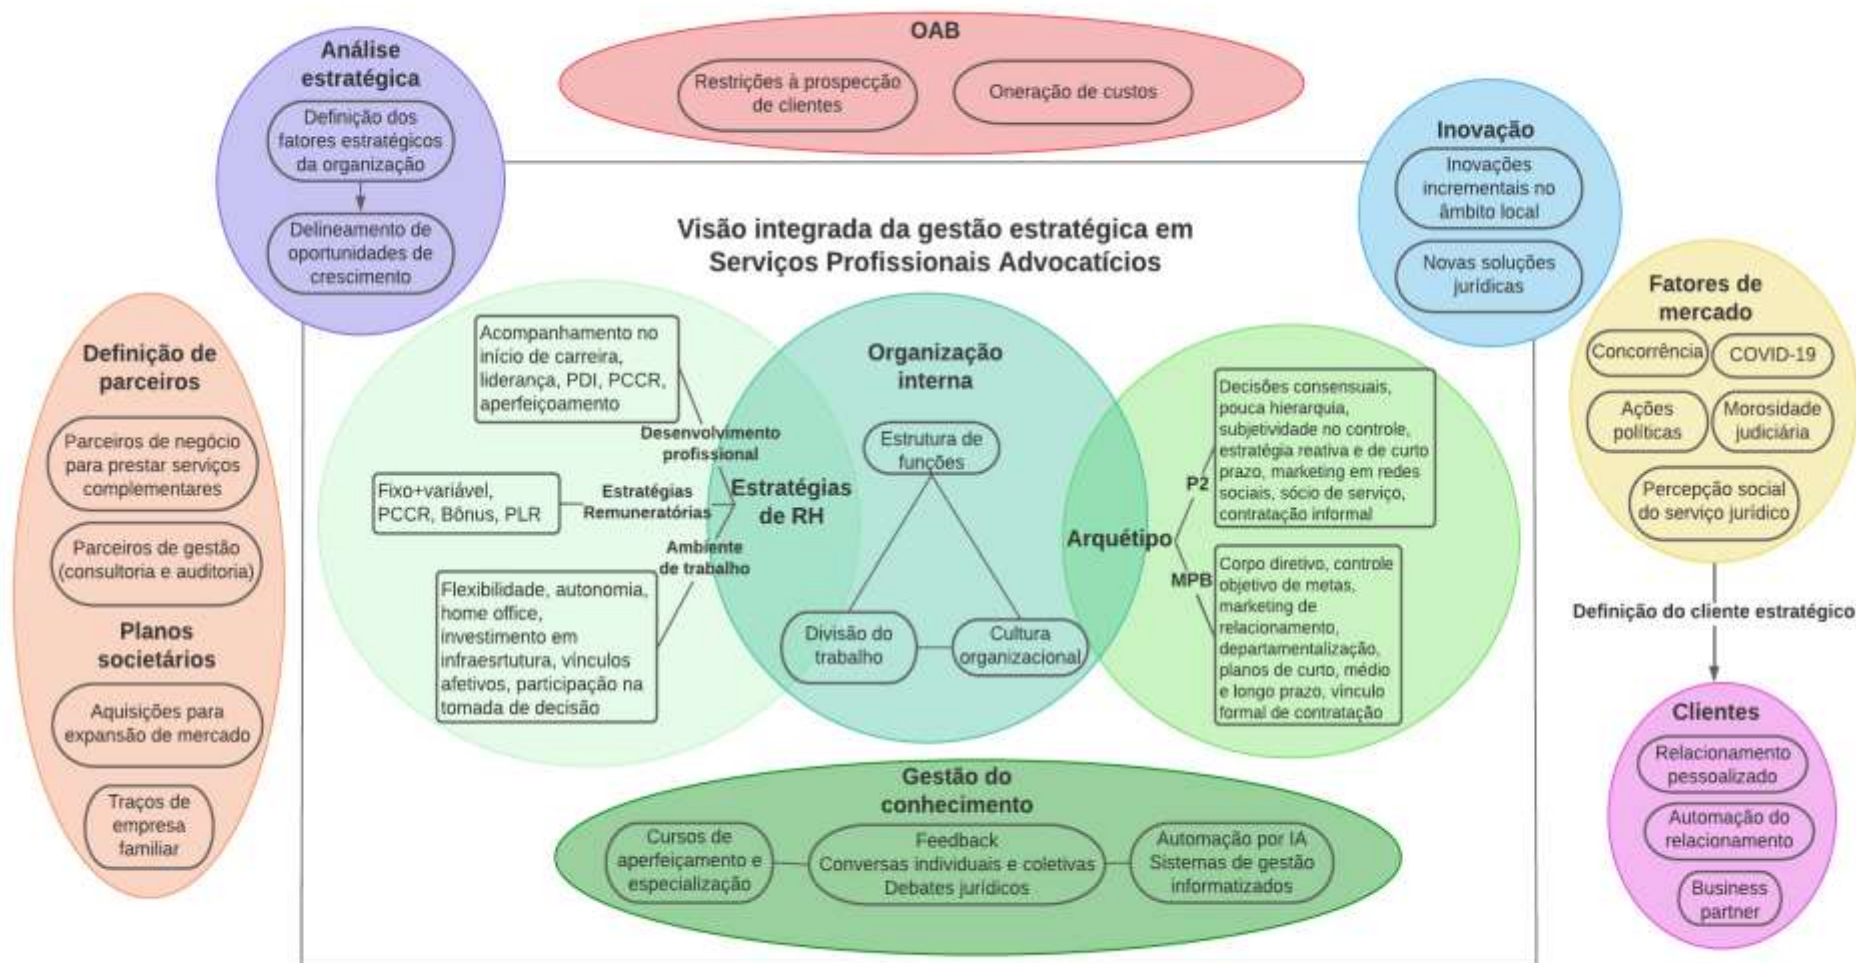 OAB
Restrições à prospecção
de clientes
Oneração de custos
Análise
estratégica
Definição dos
fatores estratégicos
da organização
Delineamento de
oportunidades de
crescimento
Inovação
Inovações
incrementais no
âmbito local
Novas soluções
jurídicas
Visão integrada da gestão estratégica em
Serviços Profissionais Advocatícios
Definição de
parceiros
Parceiros de negócio
para prestar serviços
complementares
Parceiros de gestão
(consultoria e auditoria)
Planos
societários
Aquisições para
expansão de mercado
Traços de
empresa
familiar
Acompanhamento no
início de carreira,
liderança, PDI, PCCR,
aperfeiçoamento
Desenvolvimento
profissional
Fixo+variável,
PCCR, Bônus, PLR
Estratégias
Remuneratórias
Estratégias
de RH
Ambiente
de trabalho
Flexibilidade, autonomia,
home office,
investimento em
infraesrtutura, vínculos
afetivos, participação na
tomada de decisão
Organização
interna
Estrutura de
funções
Divisão do
trabalho
Cultura
organizacional
Arquétipo
P2
Decisões consensuais,
pouca hierarquia,
subjetividade no controle,
estratégia reativa e de curto
prazo, marketing em redes
sociais, sócio de serviço,
contratação informal
MPB
Corpo diretivo, controle
objetivo de metas,
marketing de
relacionamento,
departamentalização,
planos de curto, médio
e longo prazo, vínculo
formal de contratação
Gestão do
conhecimento
Cursos de
aperfeiçamento e
especialização
Feedback
Conversas individuais e coletivas
Debates jurídicos
Automação por IA
Sistemas de gestão
informatizados
Fatores de
mercado
Concorrência
COVID-19
Ações
políticas
Morosidade
judiciária
Percepção social
do serviço jurídico
Definição do cliente estratégico
Clientes
Relacionamento
pessoalizado
Automação do
relacionamento
Business
partner